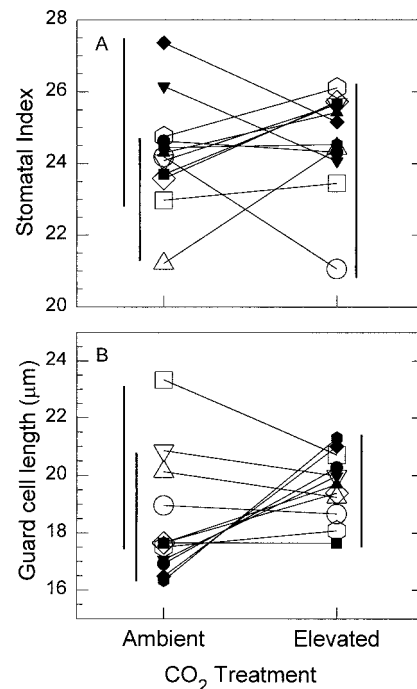 28
A
26
24
22
20
Stomatal Index
24
B
22
20
18
16
Guard cell length (μm)
Ambient
Elevated
CO₂ Treatment